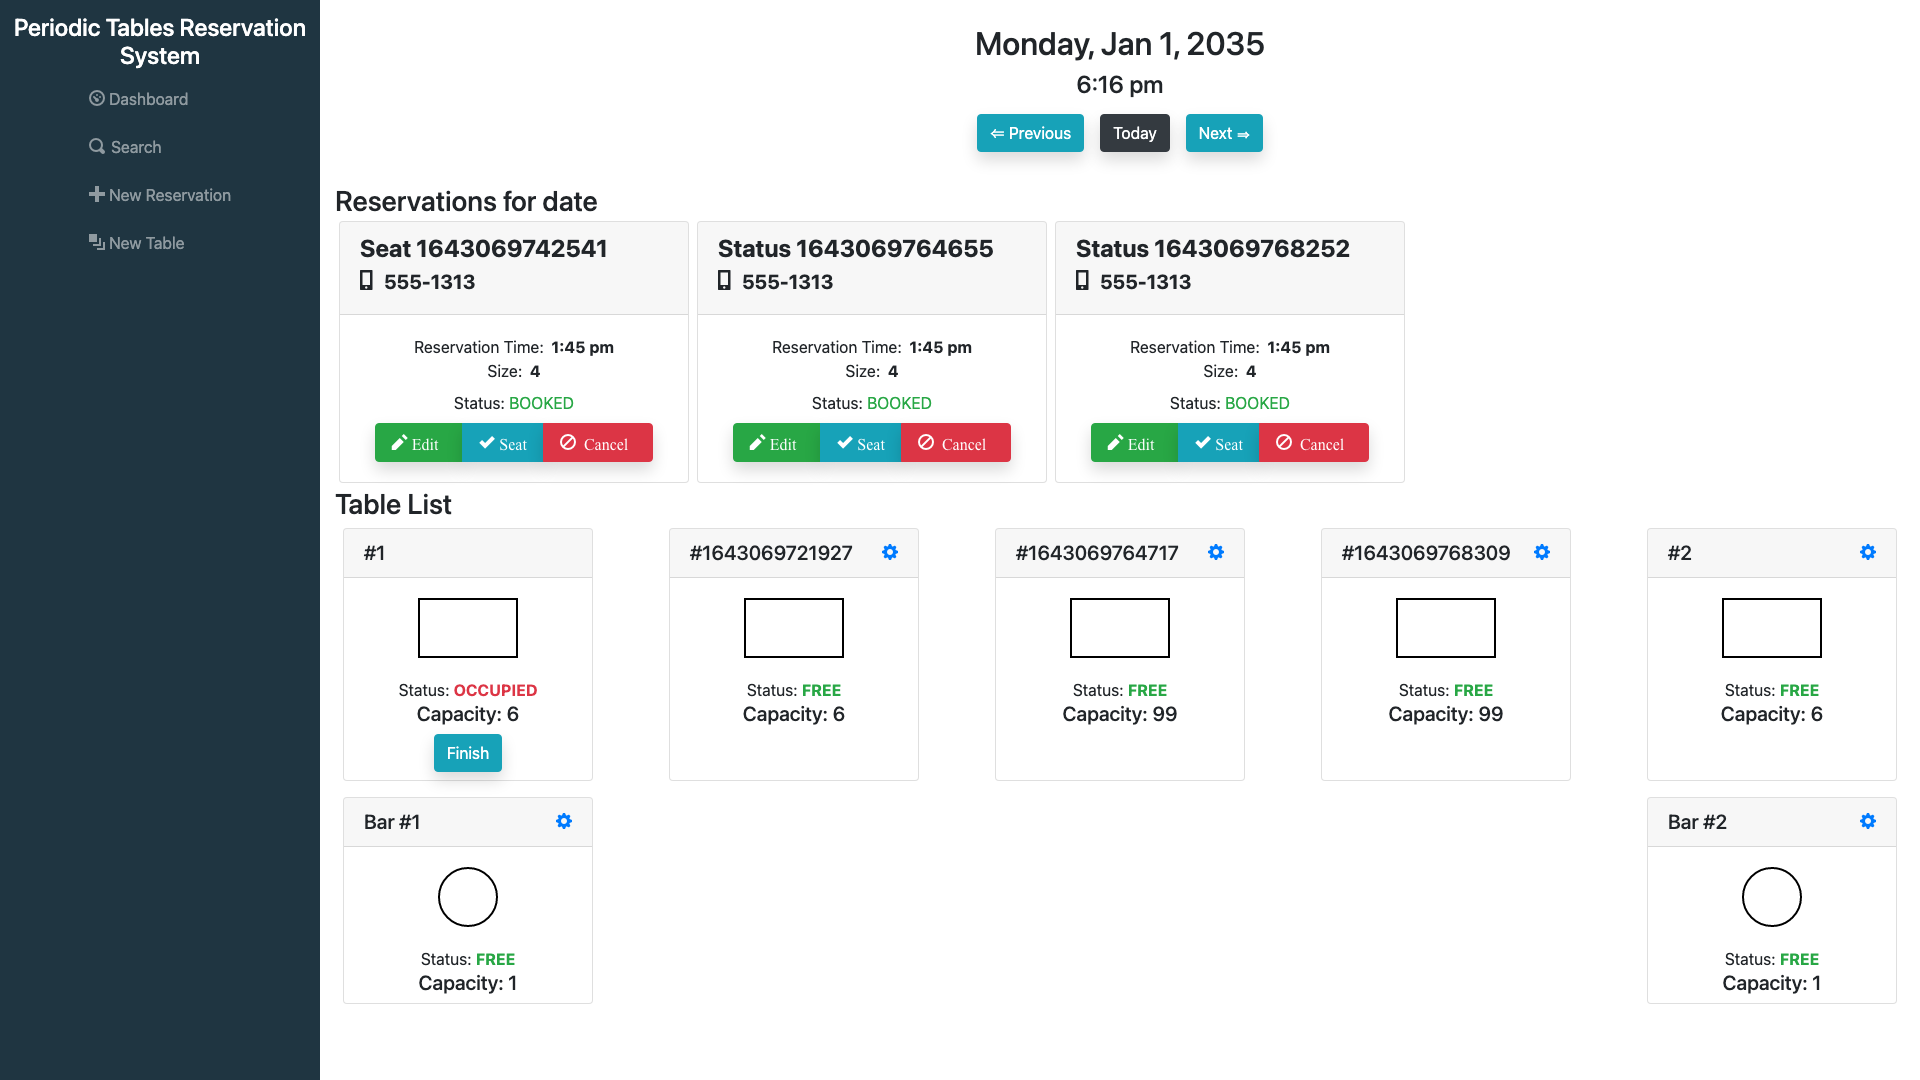 Periodic Tables Reservation
System
Dashboard
Search
New Reservation
New Table
Monday, Jan 1, 2035
6:16 pm
⇐ Previous
Today
Next ⇒
Reservations for date
Seat 1643069742541
555-1313
Reservation Time: 1:45 pm
Size: 4
Status: BOOKED
Edit
Seat
Cancel
Status 1643069764655
555-1313
Reservation Time: 1:45 pm
Size: 4
Status: BOOKED
Edit
Seat
Cancel
Status 1643069768252
555-1313
Reservation Time: 1:45 pm
Size: 4
Status: BOOKED
Edit
Seat
Cancel
Table List
#1
Status: OCCUPIED
Capacity: 6
Finish
#1643069721927
Status: FREE
Capacity: 6
#1643069764717
Status: FREE
Capacity: 99
#1643069768309
Status: FREE
Capacity: 99
#2
Status: FREE
Capacity: 6
Bar #1
Status: FREE
Capacity: 1
Bar #2
Status: FREE
Capacity: 1